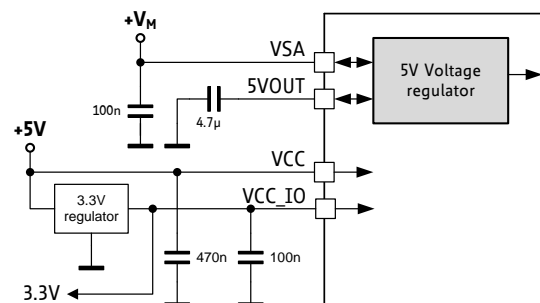 +VM
VSA
5V Voltage
regulator
100n
5VOUT
4.7µ
+5V
VCC
3.3V
regulator
VCC_IO
470n
100n
3.3V